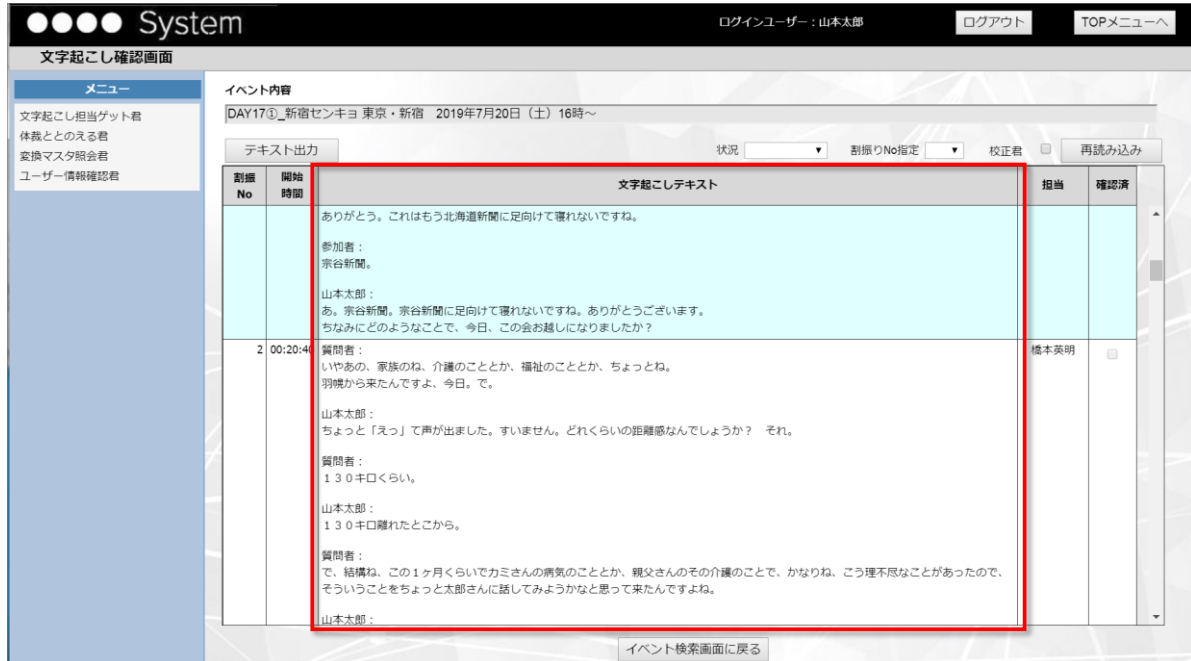 ●●●● System
ログインユーザー：山本太郎
ログアウト
TOPメニューへ
文字起こし確認画面
メニュー
文字起こし担当ゲット君
体裁ととのえる君
変換マスタ照会君
ユーザー情報確認君
イベント内容
DAY17①_新宿センキョ 東京・新宿　2019年7月20日（土）16時～
テキスト出力
状況
割振りNo指定
校正君
再読み込み
割振No
開始時間
文字起こしテキスト
担当
確認済
ありがとう。これはもう北海道新聞に足向けて寝れないですね。
参加者：
宗谷新聞。
山本太郎：
あ。宗谷新聞。宗谷新聞に足向けて寝れないですね。ありがとうございます。
ちなみにどのようなことで、今日、この会お越しになりましたか？
2 00:20:40 質問者： 橋本英明
いやあの、家族のね、介護のこととか、福祉のこととか、ちょっとね。
羽幌から来たんですよ、今日。で。
山本太郎：
ちょっと「えっ」て声が出ました。すいません。どれくらいの距離感なんでしょうか？　それ。
質問者：
１３０キロくらい。
山本太郎：
１３０キロ離れたとこから。
質問者：
で、結構ね、この１ヶ月くらいでカミさんの病気のこととか、親父さんのその介護のことで、かなりね、こう理不尽なことがあったので、
そういうことをちょっと太郎さんに話してみようかなと思って来たんですよね。
山本太郎：
イベント検索画面に戻る